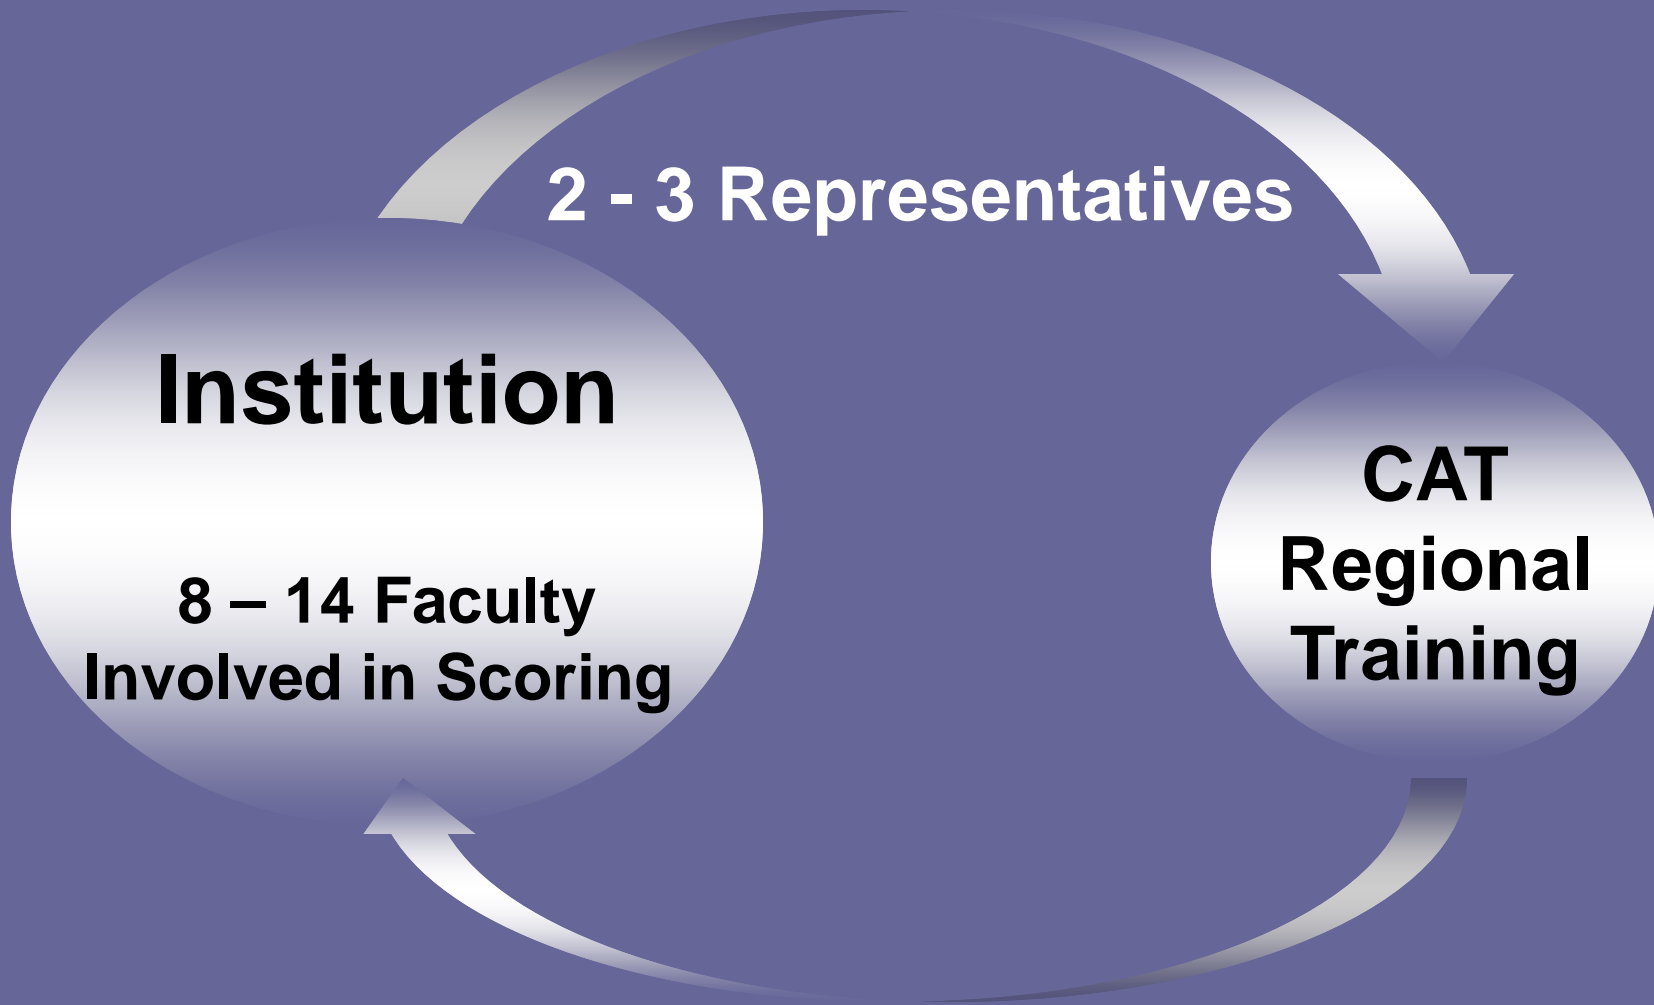 2 - 3 Representatives
Institution
8 – 14 Faculty
Involved in Scoring
CAT
Regional
Training